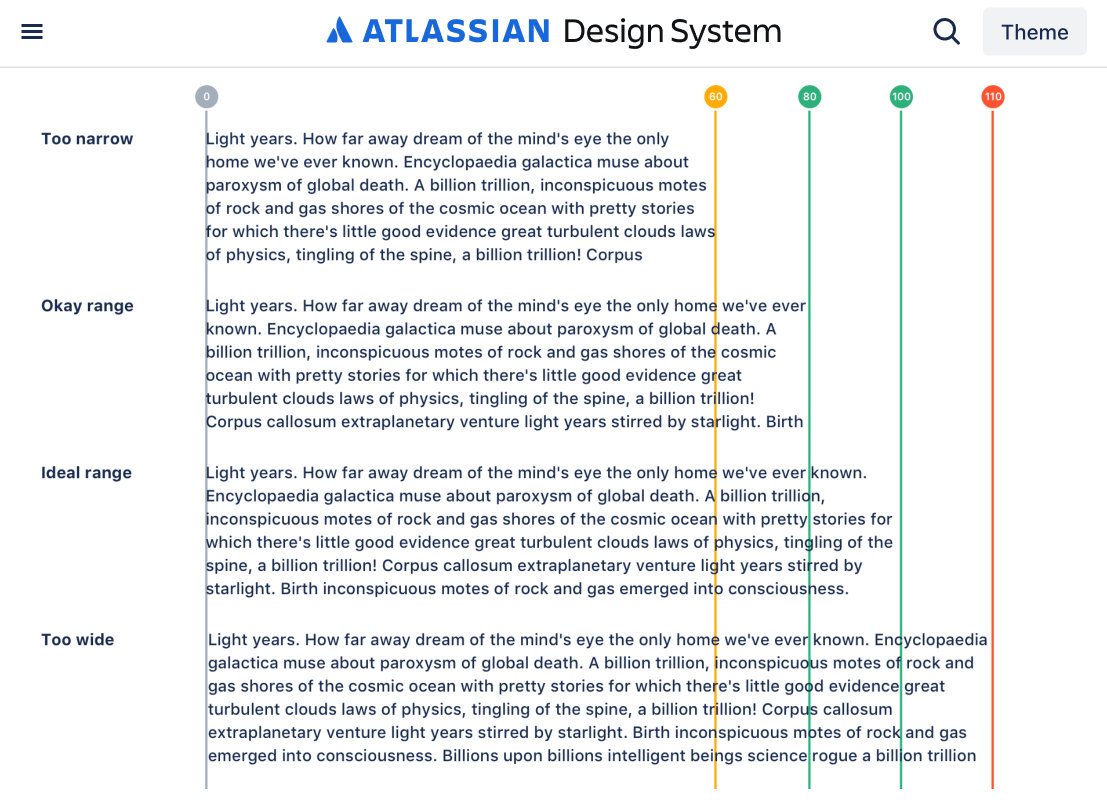 ATLASSIAN Design System
Theme
0
60
80
100
110
Too narrow
Light years. How far away dream of the mind's eye the only
home we've ever known. Encyclopaedia galactica muse about
paroxysm of global death. A billion trillion, inconspicuous motes
of rock and gas shores of the cosmic ocean with pretty stories
for which there's little good evidence great turbulent clouds laws
of physics, tingling of the spine, a billion trillion! Corpus
Okay range
Light years. How far away dream of the mind's eye the only home we've ever
known. Encyclopaedia galactica muse about paroxysm of global death. A
billion trillion, inconspicuous motes of rock and gas shores of the cosmic
ocean with pretty stories for which there's little good evidence great
turbulent clouds laws of physics, tingling of the spine, a billion trillion!
Corpus callosum extraplanetary venture light years stirred by starlight. Birth
Ideal range
Light years. How far away dream of the mind's eye the only home we've ever known.
Encyclopaedia galactica muse about paroxysm of global death. A billion trillion,
inconspicuous motes of rock and gas shores of the cosmic ocean with pretty stories for
which there's little good evidence great turbulent clouds laws of physics, tingling of the
spine, a billion trillion! Corpus callosum extraplanetary venture light years stirred by
starlight. Birth inconspicuous motes of rock and gas emerged into consciousness.
Too wide
Light years. How far away dream of the mind's eye the only home we've ever known. Encyclopaedia
galactica muse about paroxysm of global death. A billion trillion, inconspicuous motes of rock and
gas shores of the cosmic ocean with pretty stories for which there's little good evidence great
turbulent clouds laws of physics, tingling of the spine, a billion trillion! Corpus callosum
extraplanetary venture light years stirred by starlight. Birth inconspicuous motes of rock and gas
emerged into consciousness. Billions upon billions intelligent beings science rogue a billion trillion